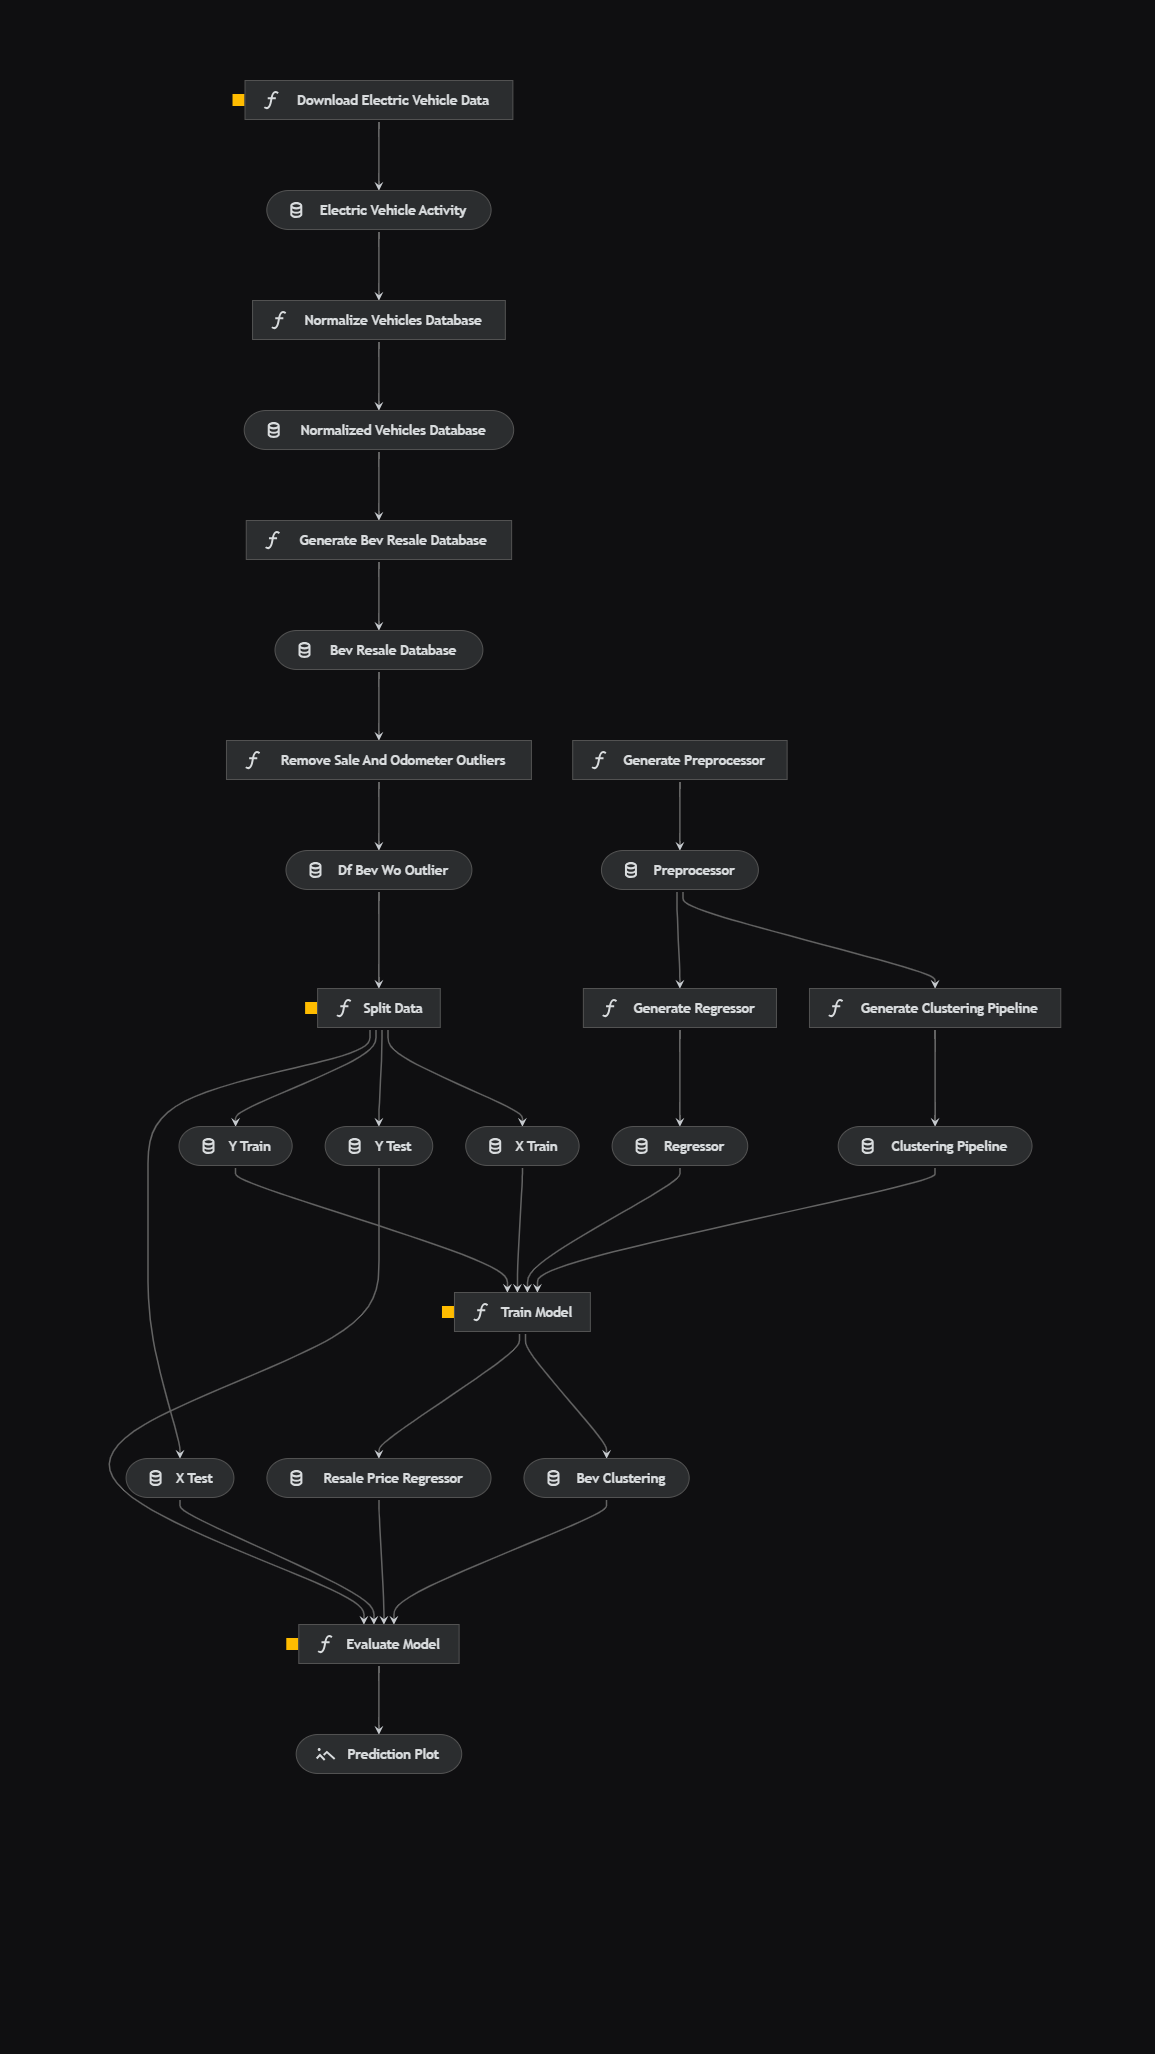 Download Electric Vehicle Data
Electric Vehicle Activity
Normalize Vehicles Database
Normalized Vehicles Database
Generate Bev Resale Database
Bev Resale Database
Remove Sale And Odometer Outliers
Generate Preprocessor
Df Bev Wo Outlier
Preprocessor
Split Data
Generate Regressor
Generate Clustering Pipeline
Y Train
Y Test
X Train
Regressor
Clustering Pipeline
Train Model
X Test
Resale Price Regressor
Bev Clustering
Evaluate Model
Prediction Plot